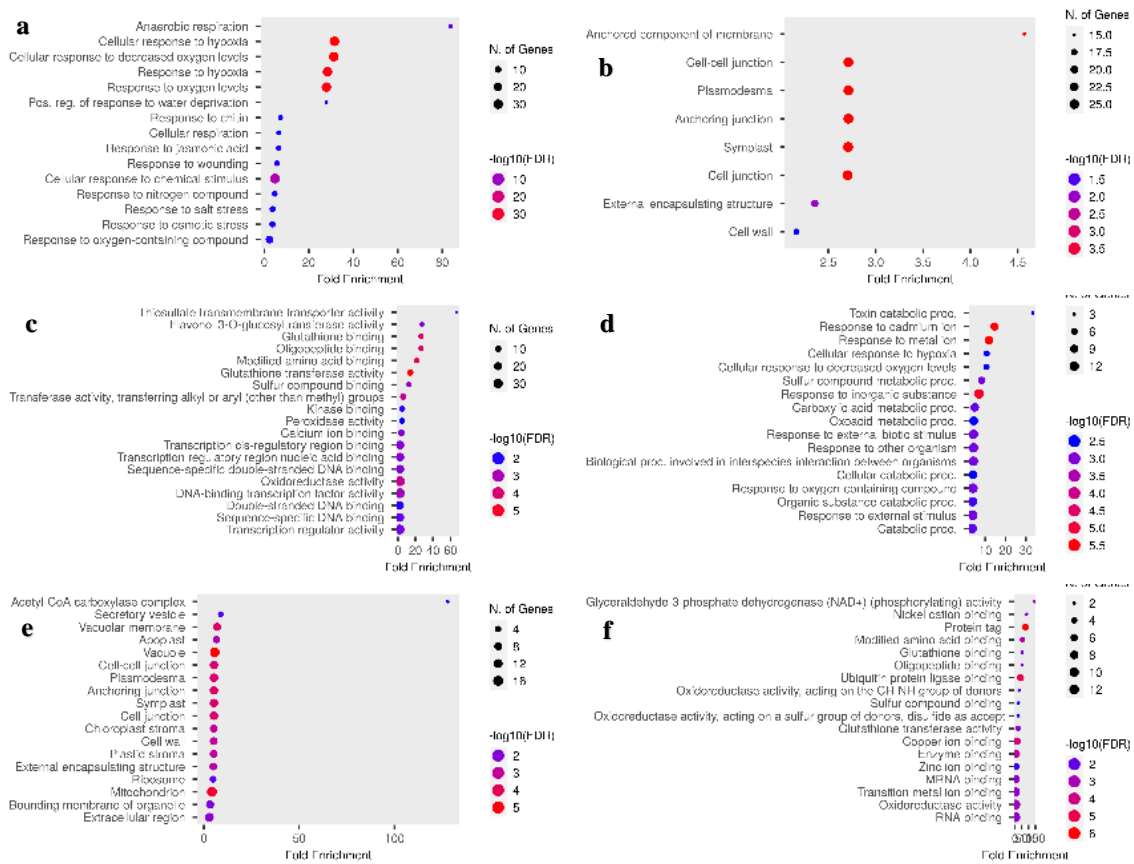 a
Anaerobic respiration
Cellular response to hypoxia
Cellular response to decreased oxygen levels
Response to hypoxia
Response to oxygen levels
Pos. reg. of response to water deprivation
Response to chitin
Cellular respiration
Response to jasmonic acid
Response to wounding
Cellular response to chemical stimulus
Response to nitrogen compound
Response to salt stress
Response to osmotic stress
Response to oxygen-containing compound
0 20 40 60 80
Fold Enrichment
N. of Genes
10
20
30
-log10(FDR)
10
20
30
b
Anchored component of membrane
Cell-cell junction
Plasmodesma
Anchoring junction
Symplast
Cell junction
External encapsulating structure
Cell wall
2.5 3.0 3.5 4.0 4.5
Fold Enrichment
N. of Genes
15.0
17.5
20.0
22.5
25.0
-log10(FDR)
1.5
2.0
2.5
3.0
3.5
c
Thiosulfate transmembrane transporter activity
Flavonol 3-O-glucosyltransferase activity
Glutathione binding
Oligopeptide binding
Modified amino acid binding
Glutathione transferase activity
Sulfur compound binding
Transferase activity, transferring alkyl or aryl (other than methyl) groups
Kinase binding
Peroxidase activity
Calcium ion binding
Transcription cis-regulatory region binding
Transcription regulatory region nucleic acid binding
Sequence-specific double-stranded DNA binding
Oxidoreductase activity
DNA-binding transcription factor activity
Double-stranded DNA binding
Sequence-specific DNA binding
Transcription regulator activity
0 20 40 60
Fold Enrichment
N. of Genes
10
20
30
-log10(FDR)
2
3
4
5
d
Toxin catabolic proc.
Response to cadmium ion
Response to metal ion
Cellular response to hypoxia
Cellular response to decreased oxygen levels
Sulfur compound metabolic proc.
Response to inorganic substance
Carboxylic acid metabolic proc.
Oxoacid metabolic proc.
Response to external biotic stimulus
Response to other organism
Biological proc. involved in interspecies interaction between organisms
Cellular catabolic proc.
Response to oxygen containing compound
Organic substance catabolic proc.
Response to external stimulus
Catabolic proc.
10 20 30
Fold Enrichment
N. of Genes
3
6
9
12
-log10(FDR)
2.5
3.0
3.5
4.0
4.5
5.0
5.5
e
Acetyl CoA carboxylase complex
Secretory vesicle
Vacuolar membrane
Apoplast
Vacuole
Cell-cell junction
Plasmodesma
Anchoring junction
Symplast
Cell junction
Chloroplast stroma
Cell wall
Plastid stroma
External encapsulating structure
Ribosome
Mitochondrion
Bounding membrane of organelle
Extracellular region
0 50 100
Fold Enrichment
N. of Genes
4
8
12
16
-log10(FDR)
2
3
4
5
f
Glyceraldehyde 3 phosphate dehydrogenase (NAD+) (phosphorylating) activity
Nickel cation binding
Protein tag
Modified amino acid binding
Glutathione binding
Oligopeptide binding
Ubiquitin protein ligase binding
Oxidoreductase activity, acting on the CH NH group of donors
Sulfur compound binding
Oxidoreductase activity, acting on a sulfur group of donors, disulfide as accept
Glutathione transferase activity
Copper ion binding
Enzyme binding
Zinc ion binding
MRNA binding
Transition metal ion binding
Oxidoreductase activity
RNA binding
Fold Enrichment
N. of Genes
2
4
6
8
10
12
-log10(FDR)
2
3
4
5
6